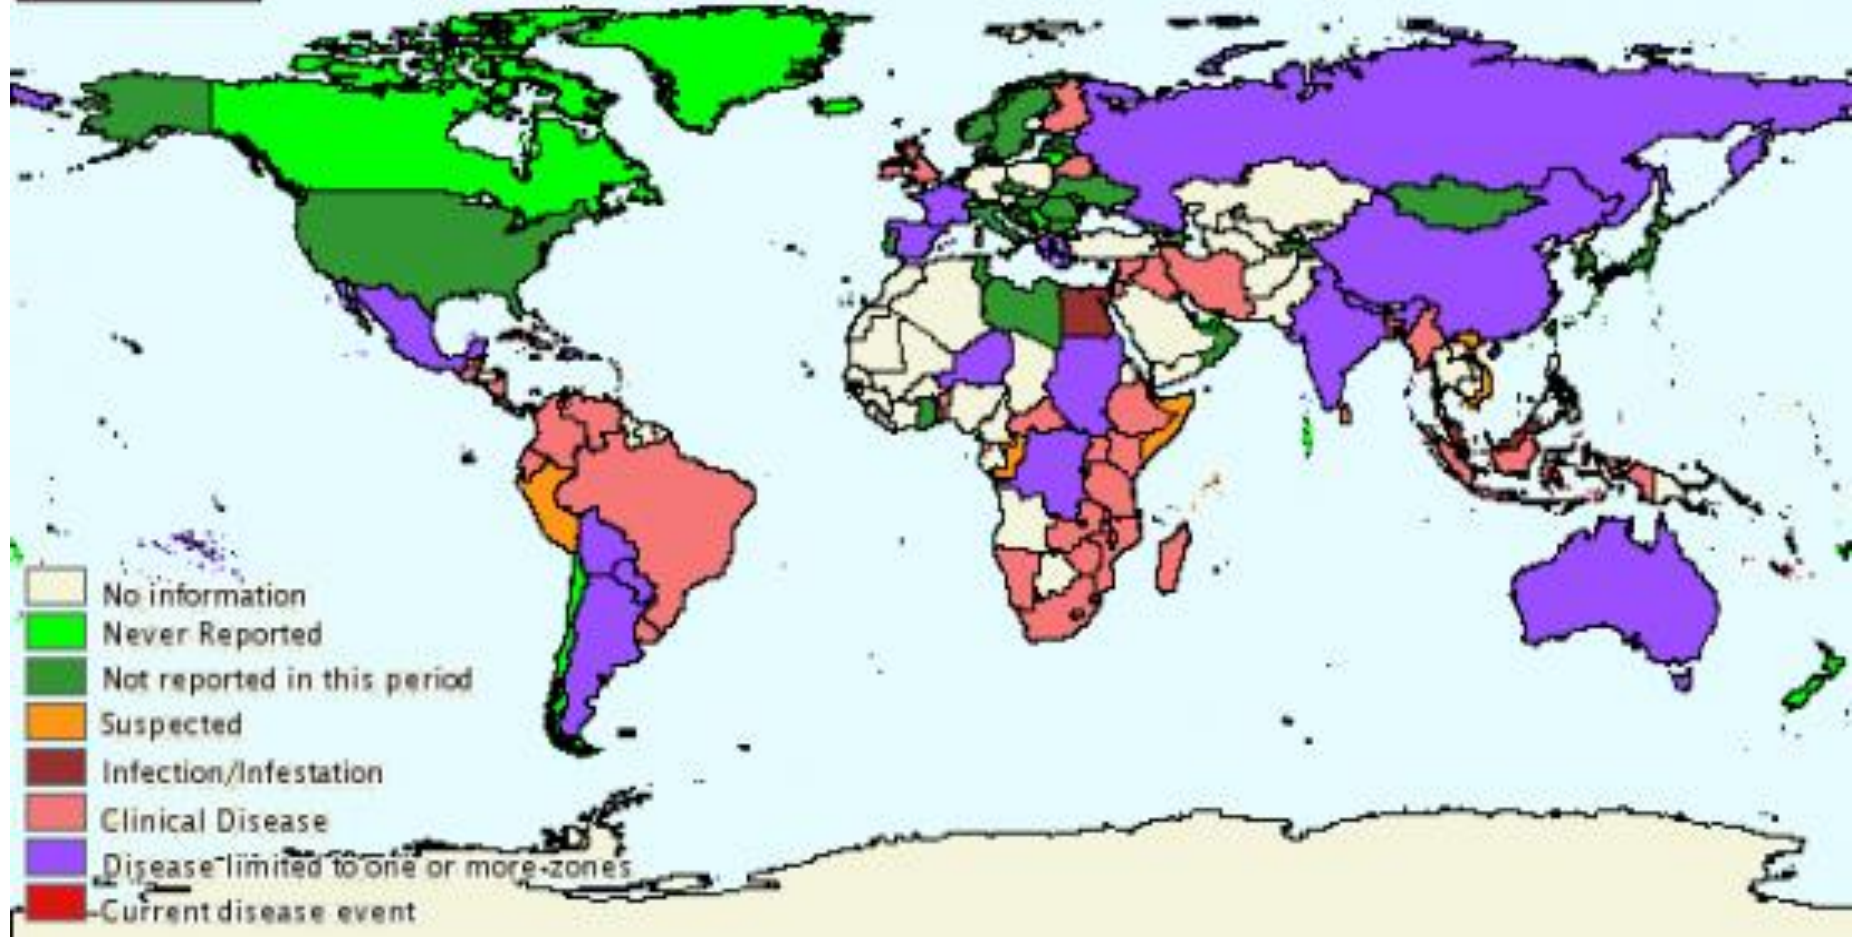 No information
Never Reported
Not reported in this period
Suspected
Infection/Infestation
Clinical Disease
Disease limited to one or more-zones
Current disease event